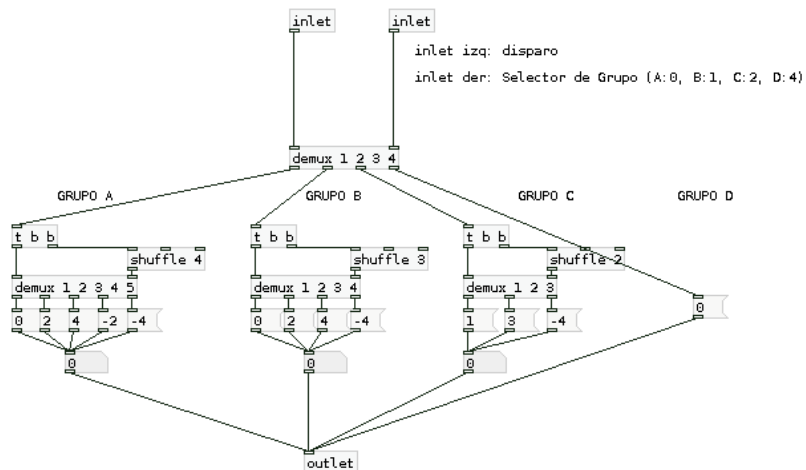 inlet inlet
inlet izq: disparo
inlet der: Selector de Grupo (A:0, B:1, C:2, D:4)
demux 1 2 3 4
GRUPO A GRUPO B GRUPO C GRUPO D
t b b t b b t b b
shuffle 4 shuffle 3 shuffle 2
demux 1 2 3 4 5 demux 1 2 3 4 demux 1 2 3
0
0 2 4 -2 -4 0 2 4 -4 1 3 -4
0 0 0
outlet